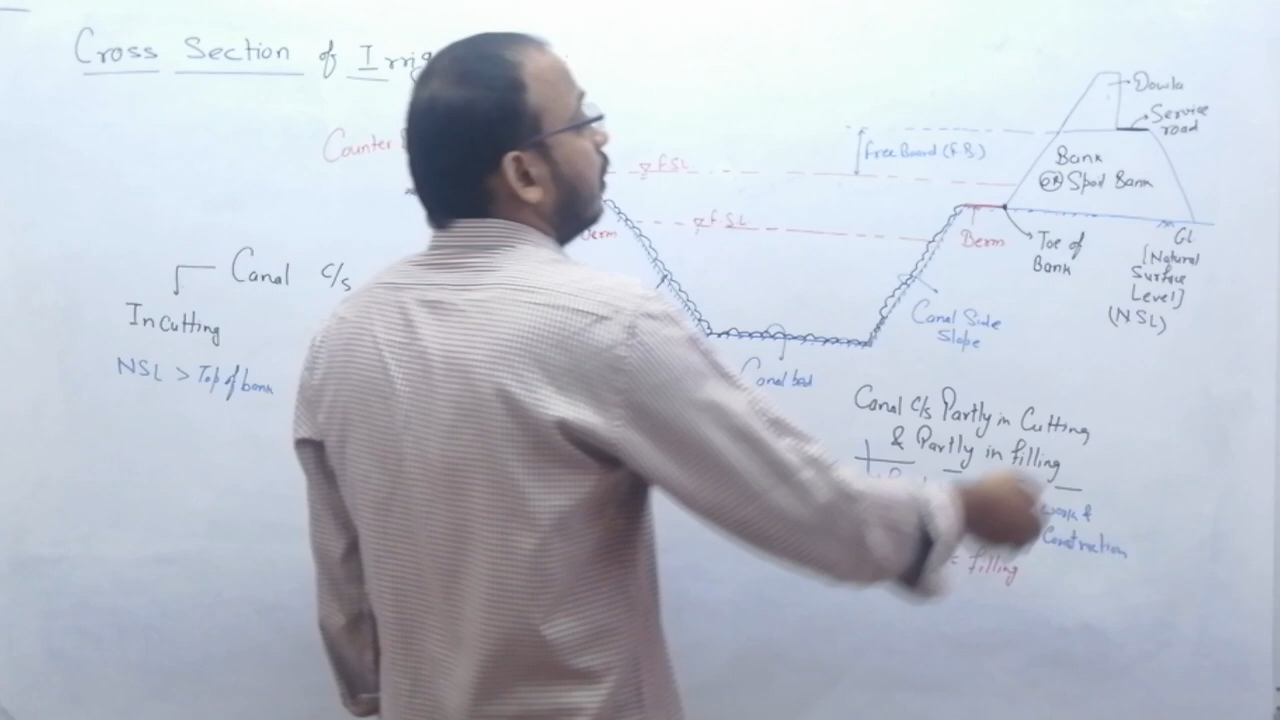 Cross Section of Irrig
Counter
FSL
F.S.L
Berm
Free Board (F.B.)
Dowla
Service
road
Bank
OR Spoil Bank
Berm
Toe of
Bank
GL
[Natural
Surface
Level]
(NSL)
Canal Side
Slope
Canal bed
Canal c/s
In cutting
NSL > Top of bank
Canal c/s Partly in Cutting
& Partly in filling
work &
Construction
= filling